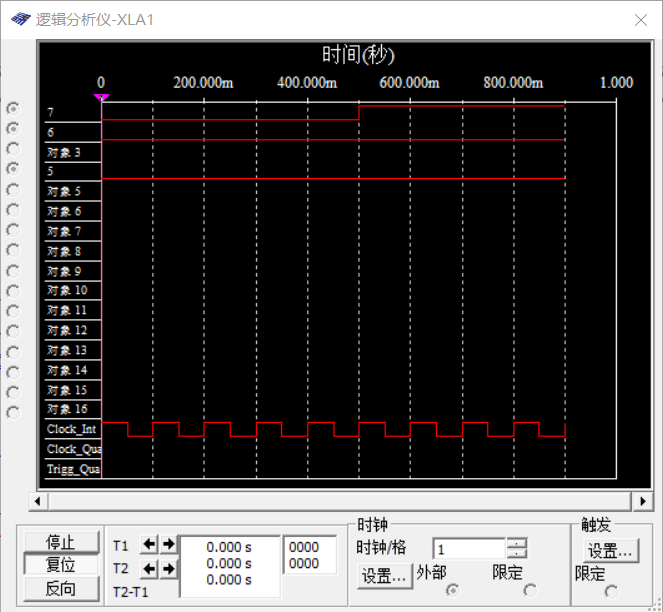 逻辑分析仪-XLA1
时间(秒)
0 200.000m 400.000m 600.000m 800.000m 1.000
7
6
对象 3
5
对象 5
对象 6
对象 7
对象 8
对象 9
对象 10
对象 11
对象 12
对象 13
对象 14
对象 15
对象 16
Clock_Int
Clock_Qua
Trigg_Qua
停止
复位
反向
T1 0.000 s 0000
T2 0.000 s 0000
T2-T1 0.000 s
时钟
时钟/格 1
设置... 外部 限定
触发
设置...
限定